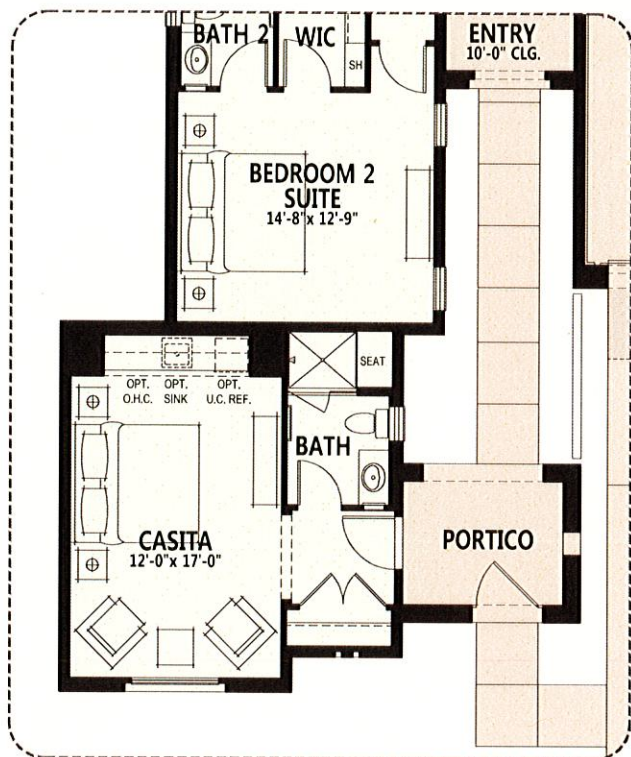 BATH 2
WIC
SH
ENTRY
10'-0" CLG.
BEDROOM 2
SUITE
14'-8" x 12'-9"
OPT.
O.H.C.
OPT.
SINK
OPT.
U.C. REF.
SEAT
BATH
CASITA
12'-0" x 17'-0"
PORTICO